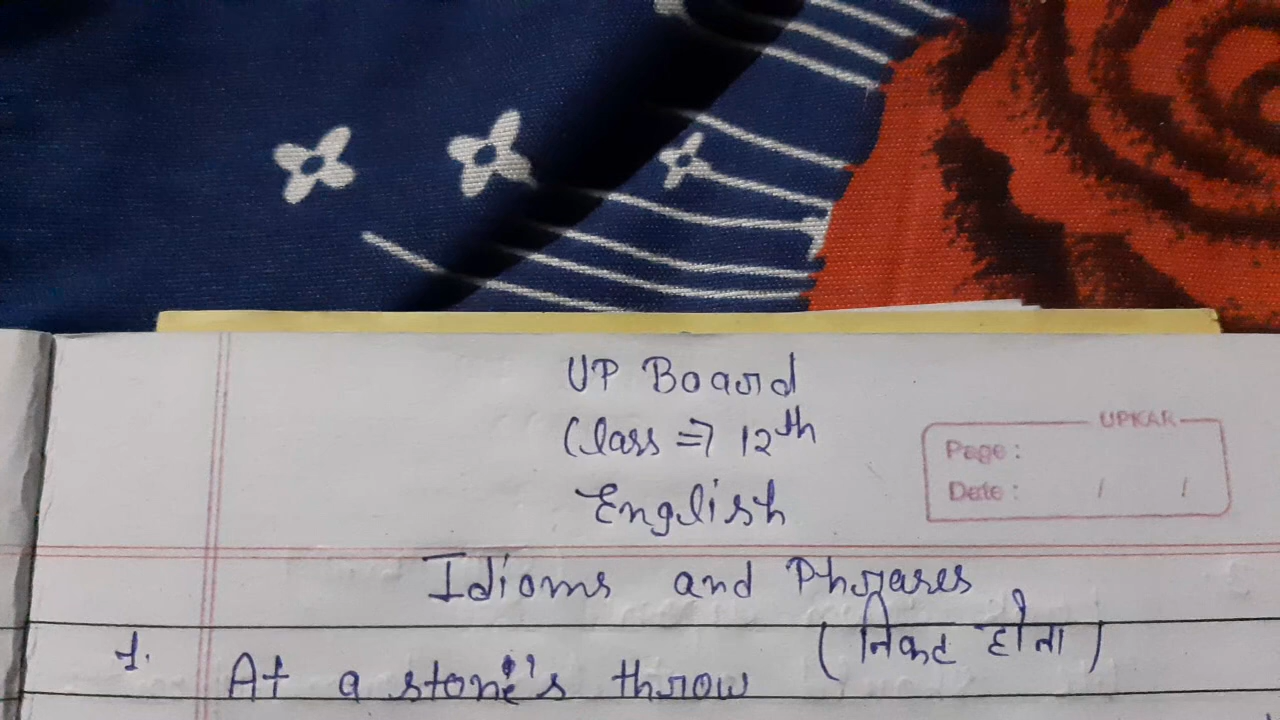 UP Board
Class ⇒ 12th
UPKAR
Page :
English
Date : / /
Idioms and Phrases
1. At a stone's throw (निकट होना)